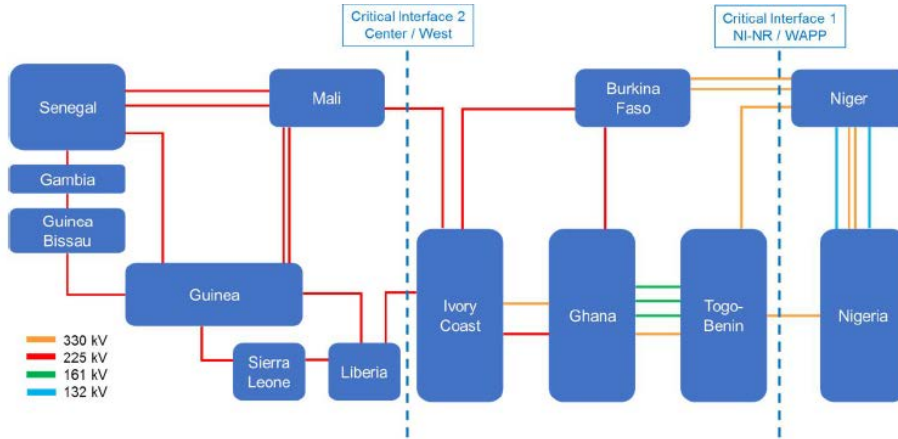 Critical Interface 2
Center / West
Critical Interface 1
NI-NR / WAPP
Senegal
Mali
Burkina
Faso
Niger
Gambia
Guinea
Bissau
Guinea
Ivory
Coast
Ghana
Togo-
Benin
Nigeria
Sierra
Leone
Liberia
330 kV
225 kV
161 kV
132 kV